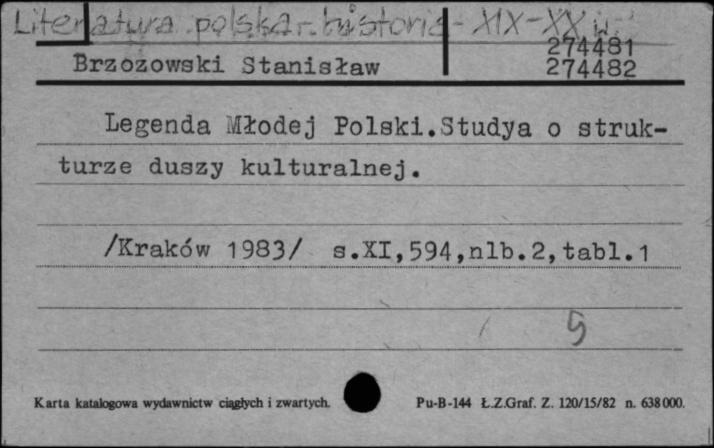 Literatura polska - historia - XIX-XX w.
274481
Brzozowski Stanisław 274482
Legenda Młodej Polski.Studya o struk-
turze duszy kulturalnej.
/Kraków 1983/ s.XI,594,nlb.2,tabl.1
5
Karta katalogowa wydawnictw ciągłych i zwartych. Pu-B-144 Ł.Z.Graf. Z. 120/15/82 n. 638000.